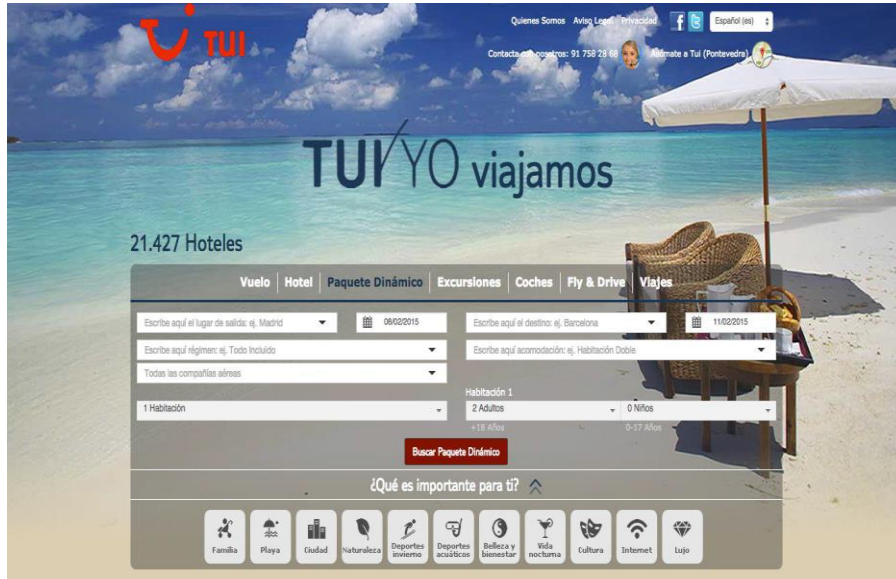 TUI
Quienes Somos Aviso Legal Privacidad Español (es)
Contacta con nosotros: 91 758 28 68 Asómate a Tui (Pontevedra)
TUI/YO viajamos
21.427 Hoteles
Vuelo Hotel Paquete Dinámico Excursiones Coches Fly & Drive Viajes
Escribe aquí el lugar de salida: ej. Madrid 08/02/2015 Escribe aquí el destino: ej. Barcelona 11/02/2015
Escribe aquí régimen: ej. Todo Incluido Escribe aquí acomodación: ej. Habitación Doble
Todas las compañías aéreas
Habitación 1
1 Habitación 2 Adultos 0 Niños
+18 Años 0-17 Años
Buscar Paquete Dinámico
¿Qué es importante para ti?
Familia Playa Ciudad Naturaleza Deportes invierno Deportes acuáticos Belleza y bienestar Vida nocturna Cultura Internet Lujo